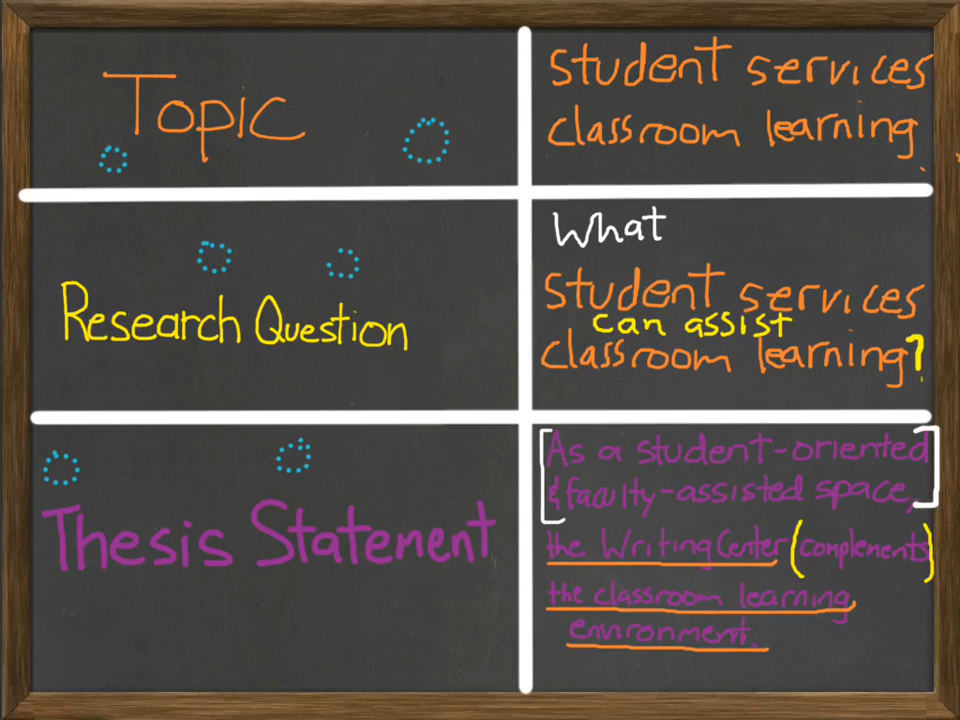 Topic
Student services
classroom learning
What
Research Question
Student services
can assist
classroom learning?
Thesis Statement
[As a student-oriented
& faculty-assisted space,]
the Writing Center (complements)
the classroom learning
environment.